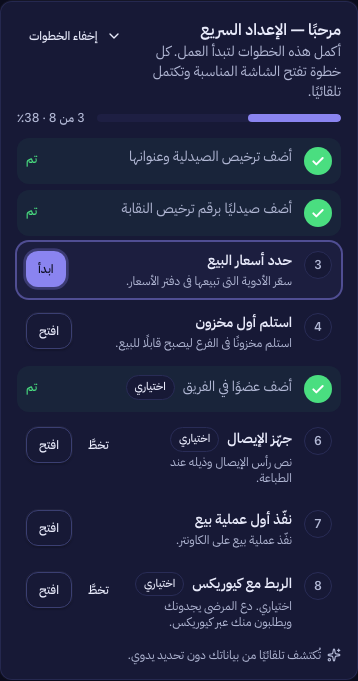 مرحبًا — الإعداد السريع
إخفاء الخطوات
أكمل هذه الخطوات لتبدأ العمل. كل
خطوة تفتح الشاشة المناسبة وتكتمل
تلقائيًا.
3 من 8 · 38٪
أضف ترخيص الصيدلية وعنوانها
تم
أضف صيدليًا برقم ترخيص النقابة
تم
3
حدد أسعار البيع
سعّر الأدوية التي تبيعها في دفتر الأسعار.
ابدأ
4
استلم أول مخزون
استلم مخزونًا في الفرع ليصبح قابلًا للبيع.
افتح
أضف عضوًا في الفريق
اختياري
تم
6
جهّز الإيصال
اختياري
نص رأس الإيصال وذيله عند
الطباعة.
تخطَّ
افتح
7
نفّذ أول عملية بيع
نفّذ عملية بيع على الكاونتر.
افتح
8
الربط مع كيوريكس
اختياري
اختياري. دع المرضى يجدونك
ويطلبون منك عبر كيوريكس.
تخطَّ
افتح
تُكتشف تلقائيًا من بياناتك دون تحديد يدوي.